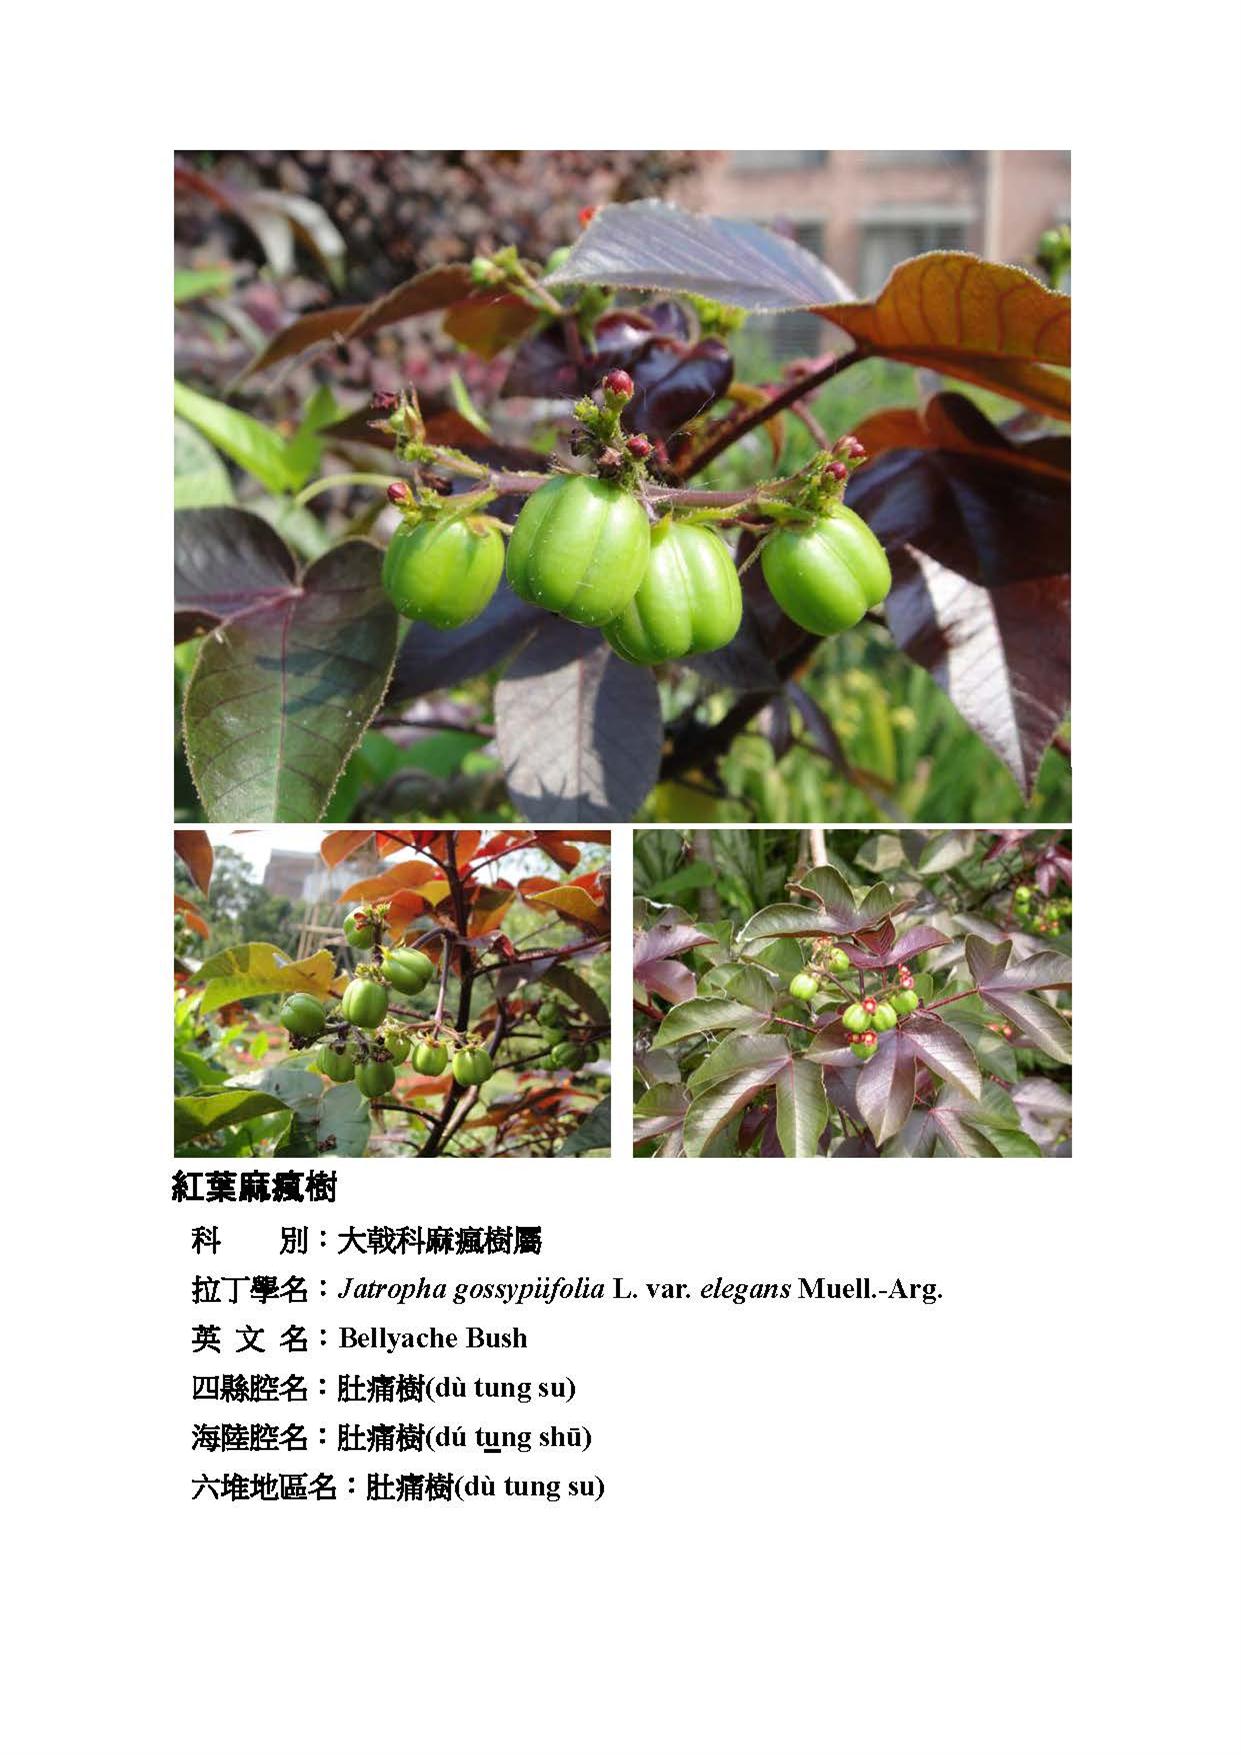 紅葉麻瘋樹
科　　別：大戟科麻瘋樹屬
拉丁學名：Jatropha gossypiifolia L. var. elegans Muell.-Arg.
英 文 名：Bellyache Bush
四縣腔名：肚痛樹(dù tung su)
海陸腔名：肚痛樹(dú tung shū)
六堆地區名：肚痛樹(dù tung su)